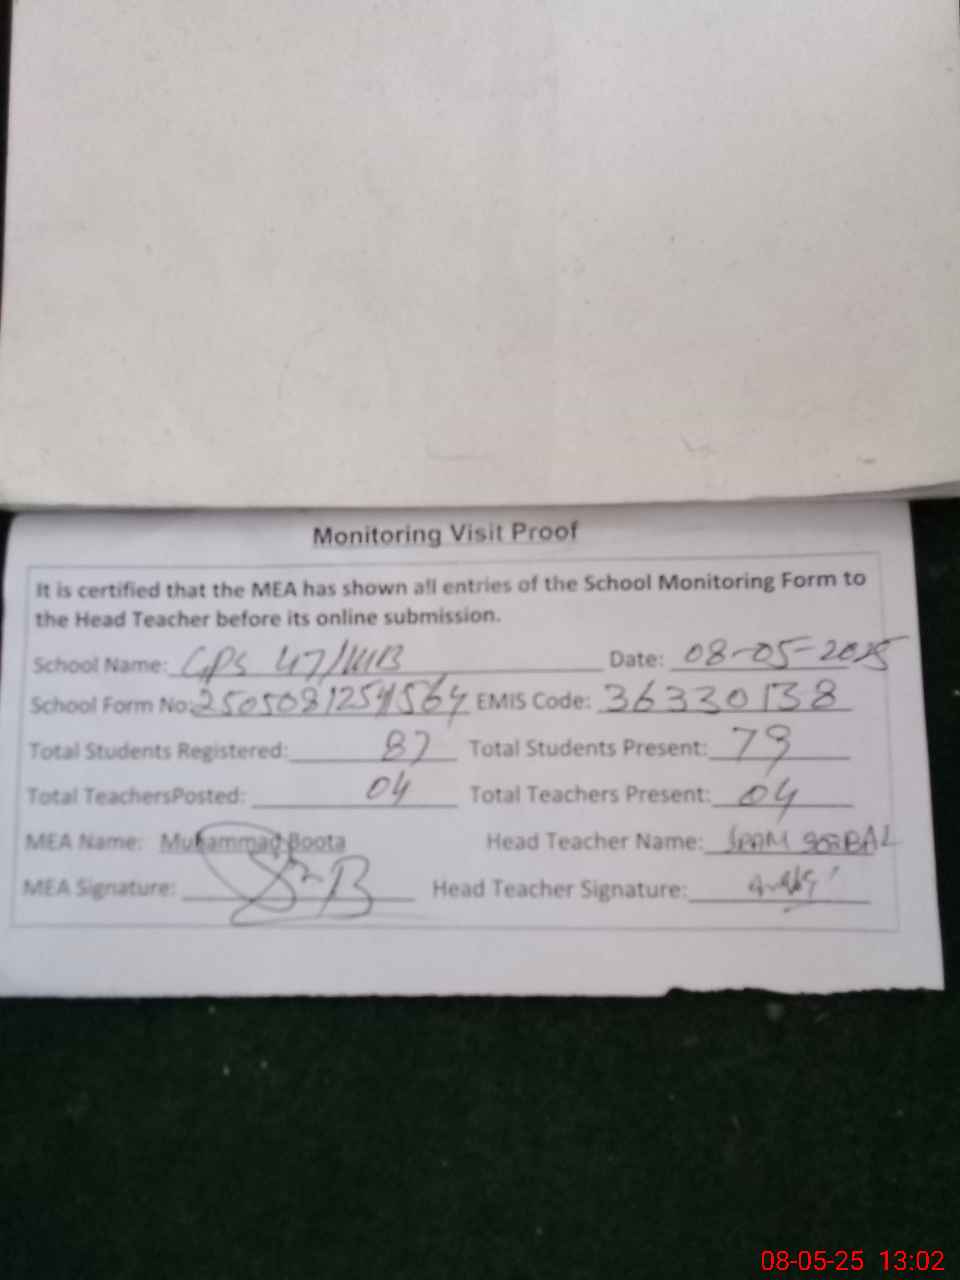 Monitoring Visit Proof
It is certified that the MEA has shown all entries of the School Monitoring Form to
the Head Teacher before its online submission.
School Name: GPS 47/MB Date: 08-05-2025
School Form No: 2505081254564 EMIS Code: 36330138
Total Students Registered: 87 Total Students Present: 79
Total TeachersPosted: 04 Total Teachers Present: 04
MEA Name: Muhammad Boota Head Teacher Name:
MEA Signature: Head Teacher Signature:
08-05-25 13:02